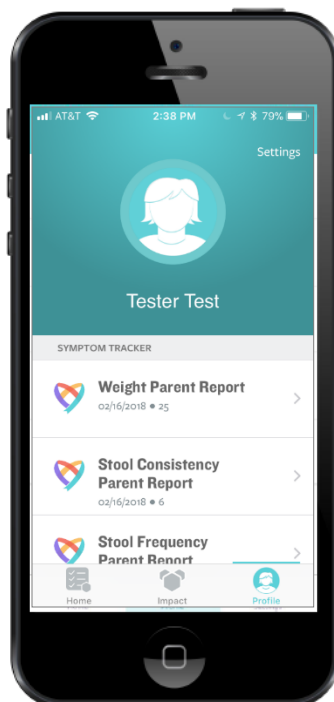 AT&T 2:38 PM 79%
Settings
Tester Test
SYMPTOM TRACKER
Weight Parent Report
02/16/2018 • 25
Stool Consistency
Parent Report
02/16/2018 • 6
Stool Frequency
Parent Report
Home Impact Profile